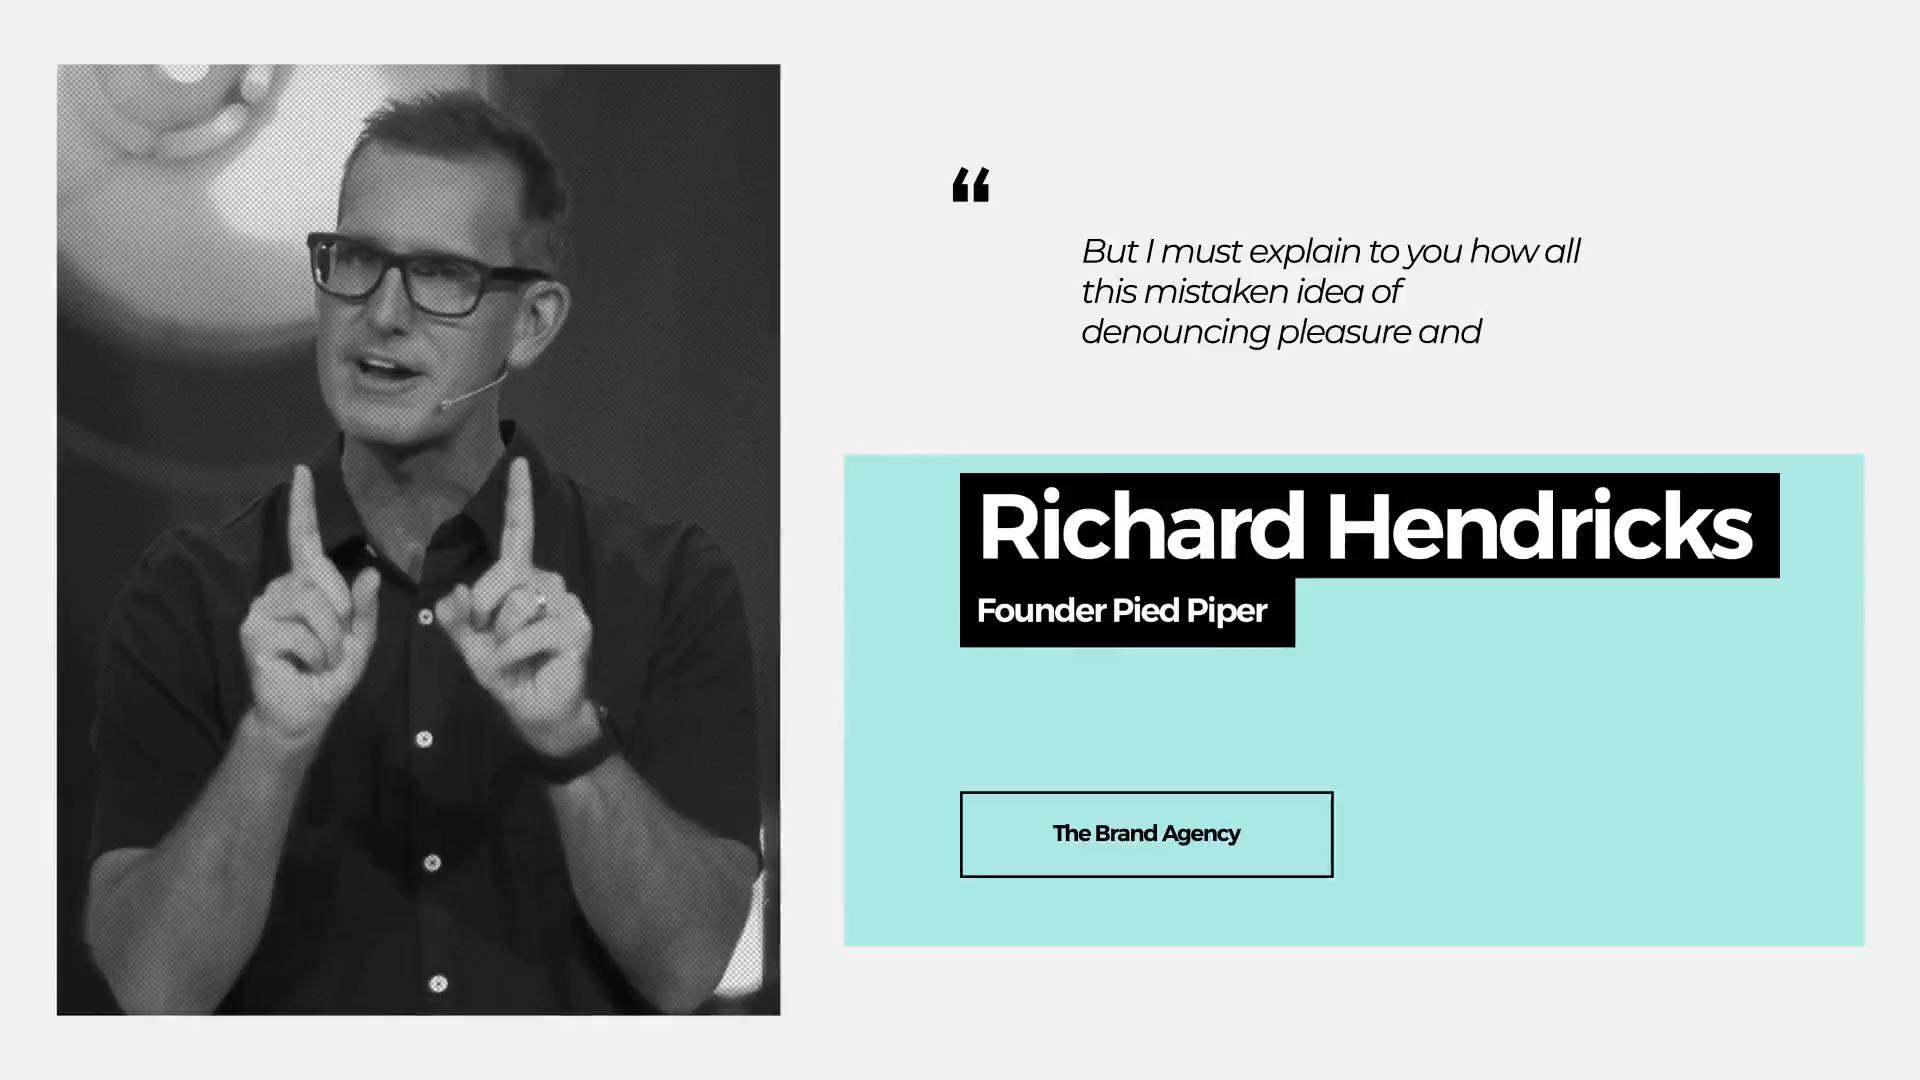 “
But I must explain to you how all
this mistaken idea of
denouncing pleasure and
Richard Hendricks
Founder Pied Piper
The Brand Agency